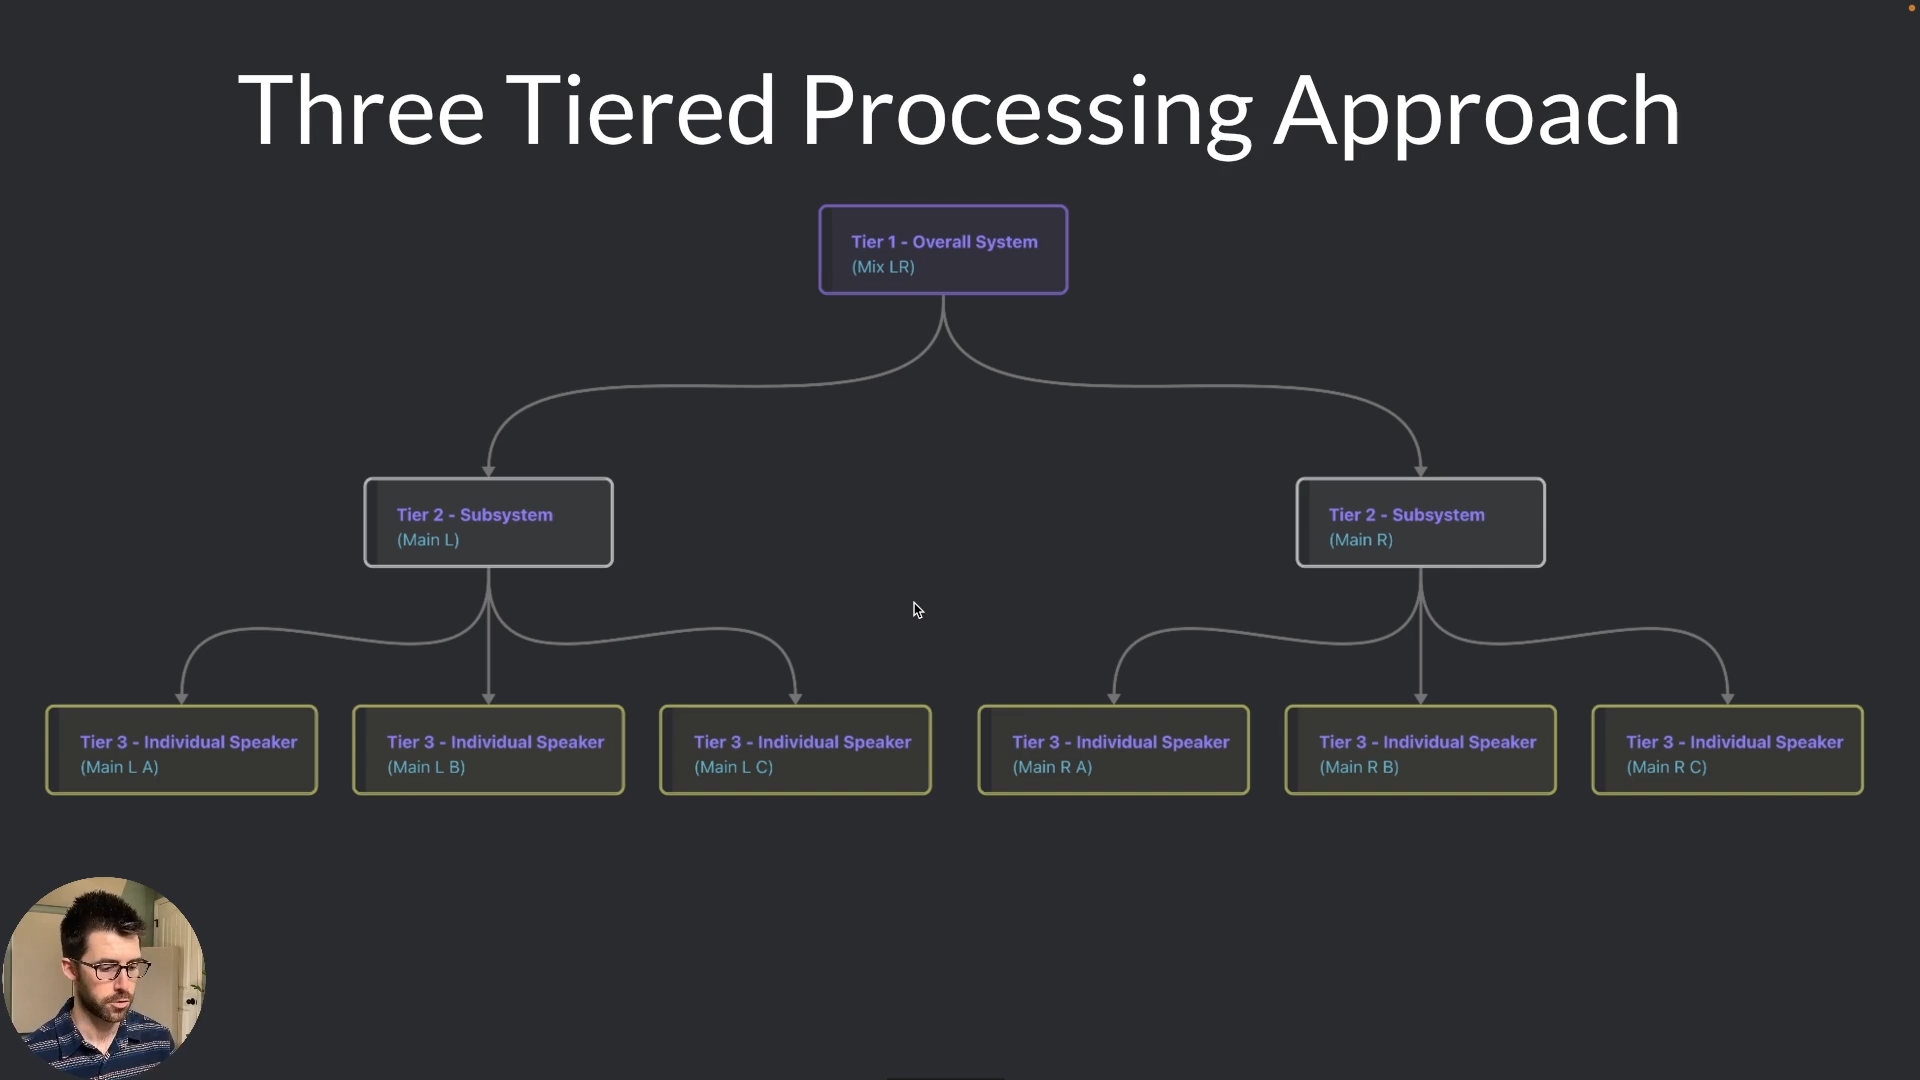 Three Tiered Processing Approach
Tier 1 - Overall System
(Mix LR)
Tier 2 - Subsystem
(Main L)
Tier 2 - Subsystem
(Main R)
Tier 3 - Individual Speaker
(Main L A)
Tier 3 - Individual Speaker
(Main L B)
Tier 3 - Individual Speaker
(Main L C)
Tier 3 - Individual Speaker
(Main R A)
Tier 3 - Individual Speaker
(Main R B)
Tier 3 - Individual Speaker
(Main R C)